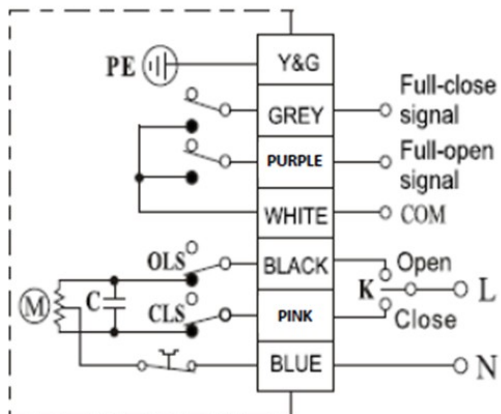 PE
Y&G
GREY
Full-close
signal
PURPLE
Full-open
signal
WHITE
COM
OLS
BLACK
Open
K
L
M
C
CLS
PINK
Close
BLUE
N